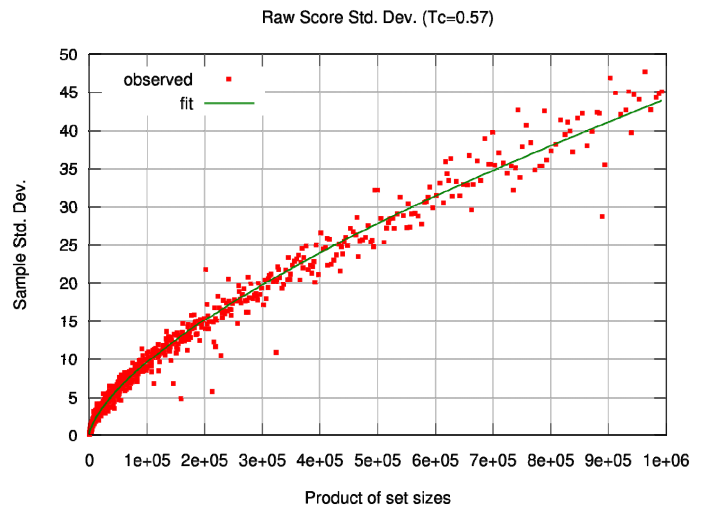 Raw Score Std. Dev. (Tc=0.57)
50
45
40
35
30
25
20
15
10
5
0
observed
fit
Sample Std. Dev.
0 1e+05 2e+05 3e+05 4e+05 5e+05 6e+05 7e+05 8e+05 9e+05 1e+06
Product of set sizes